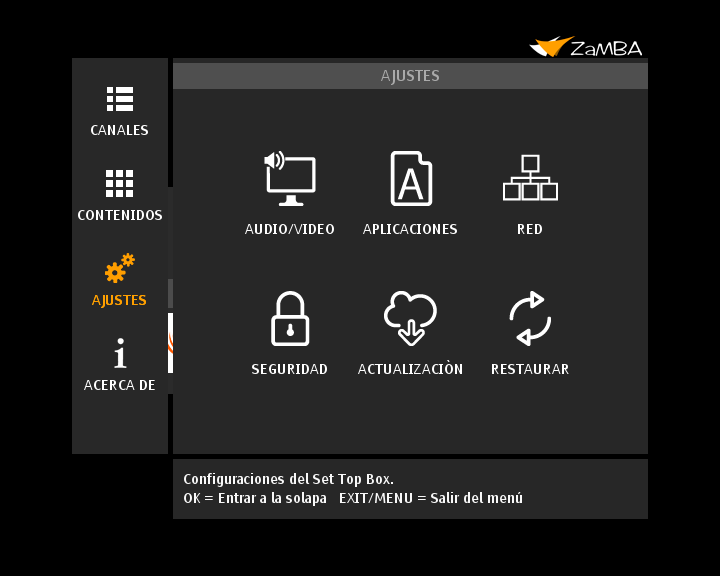 ZaMBA
AJUSTES
CANALES
CONTENIDOS
AJUSTES
ACERCA DE
AUDIO/VIDEO
A
APLICACIONES
RED
SEGURIDAD
ACTUALIZACIÒN
RESTAURAR
Configuraciones del Set Top Box.
OK = Entrar a la solapa EXIT/MENU = Salir del menú